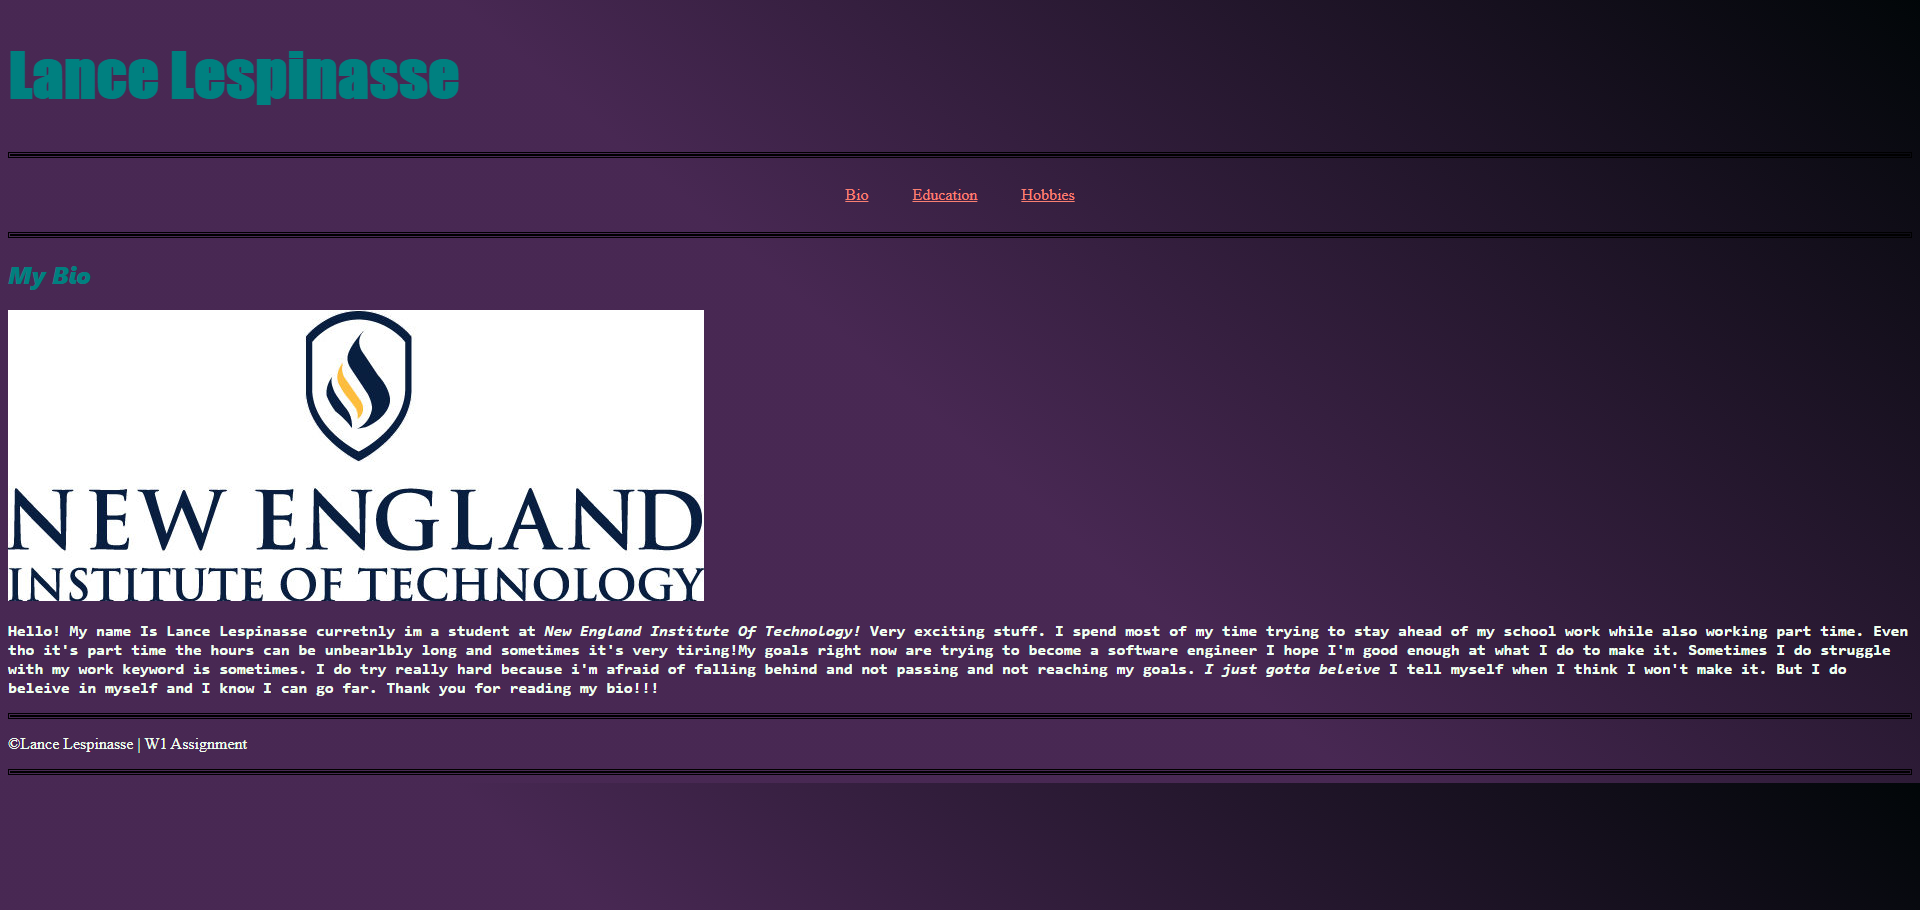 Lance Lespinasse
Bio Education Hobbies
My Bio
NEW ENGLAND
INSTITUTE OF TECHNOLOGY
Hello! My name Is Lance Lespinasse curretnly im a student at New England Institute Of Technology! Very exciting stuff. I spend most of my time trying to stay ahead of my school work while also working part time. Even
tho it's part time the hours can be unbearlbly long and sometimes it's very tiring!My goals right now are trying to become a software engineer I hope I'm good enough at what I do to make it. Sometimes I do struggle
with my work keyword is sometimes. I do try really hard because i'm afraid of falling behind and not passing and not reaching my goals. I just gotta beleive I tell myself when I think I won't make it. But I do
beleive in myself and I know I can go far. Thank you for reading my bio!!!
©Lance Lespinasse | W1 Assignment